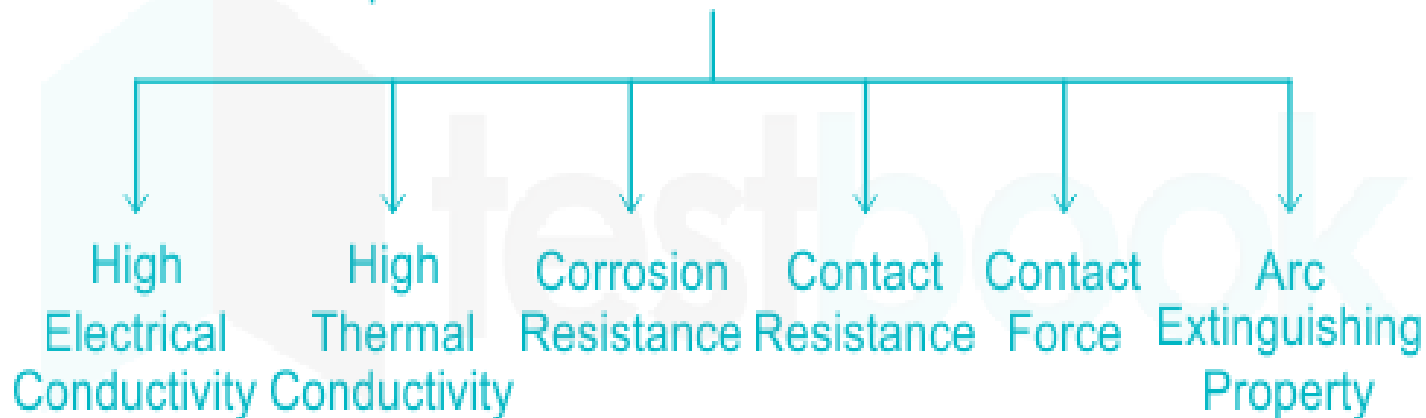 High
Electrical
Conductivity
High
Thermal
Conductivity
Corrosion
Resistance
Contact
Resistance
Contact
Force
Arc
Extinguishing
Property
testbook